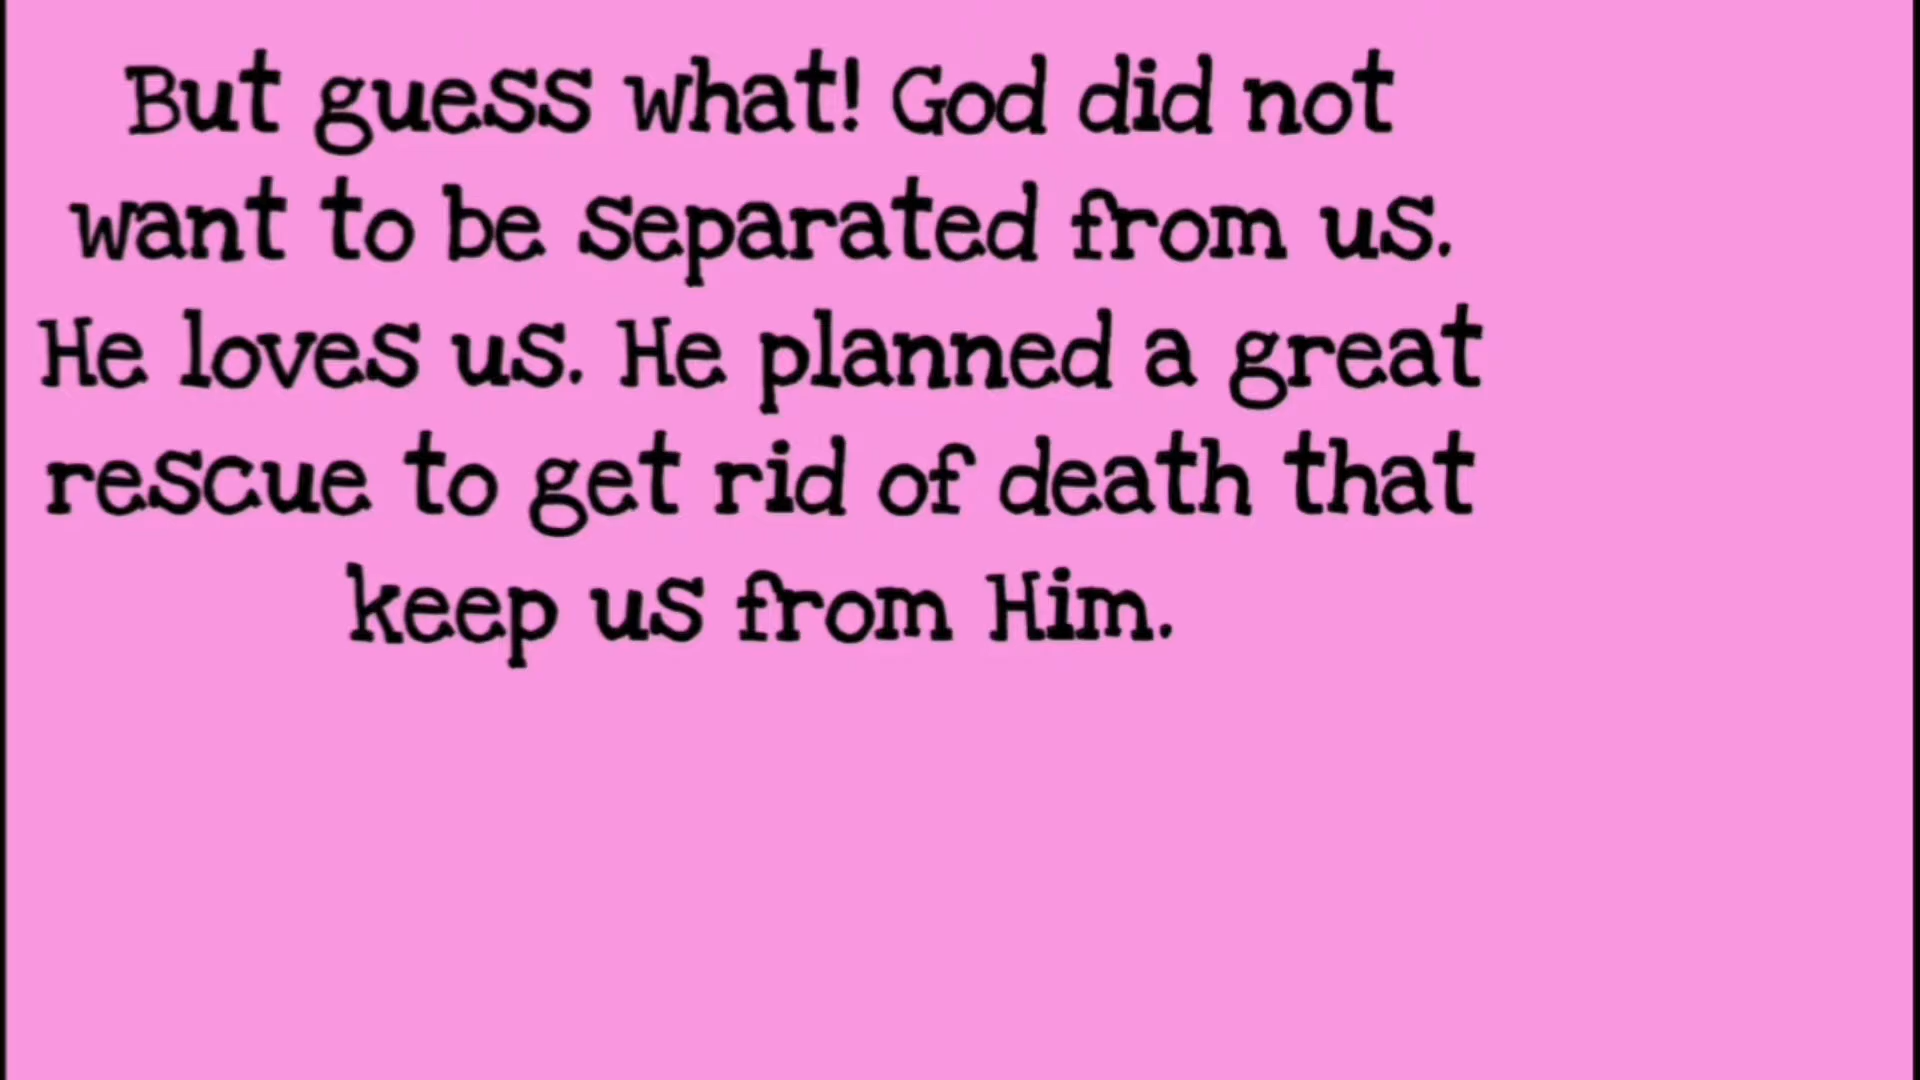 But guess what! God did not
want to be separated from us.
He loves us. He planned a great
rescue to get rid of death that
keep us from Him.